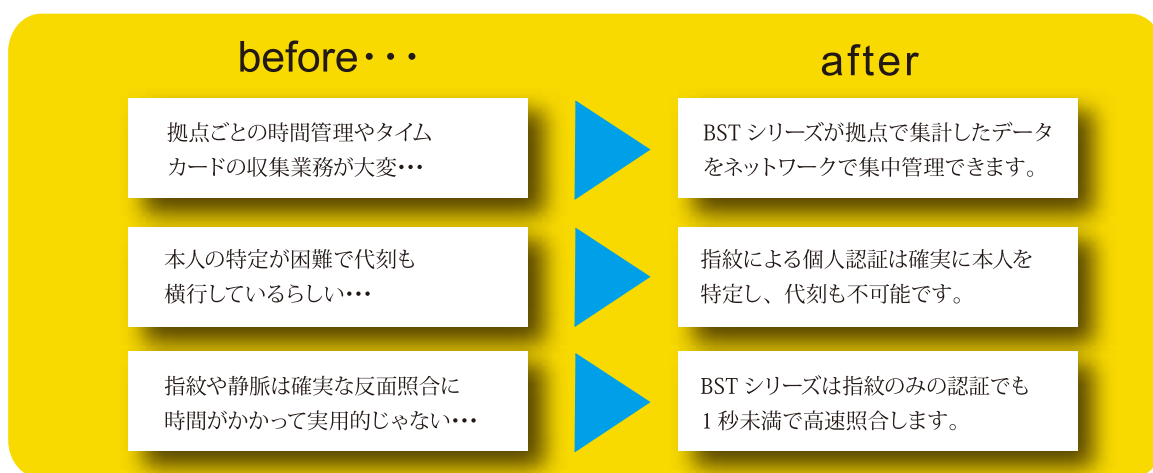 before・・・
after
拠点ごとの時間管理やタイム
カードの収集業務が大変・・・
BST シリーズが拠点で集計したデータ
をネットワークで集中管理できます。
本人の特定が困難で代刻も
横行しているらしい・・・
指紋による個人認証は確実に本人を
特定し、代刻も不可能です。
指紋や静脈は確実な反面照合に
時間がかかって実用的じゃない・・・
BST シリーズは指紋のみの認証でも
1 秒未満で高速照合します。